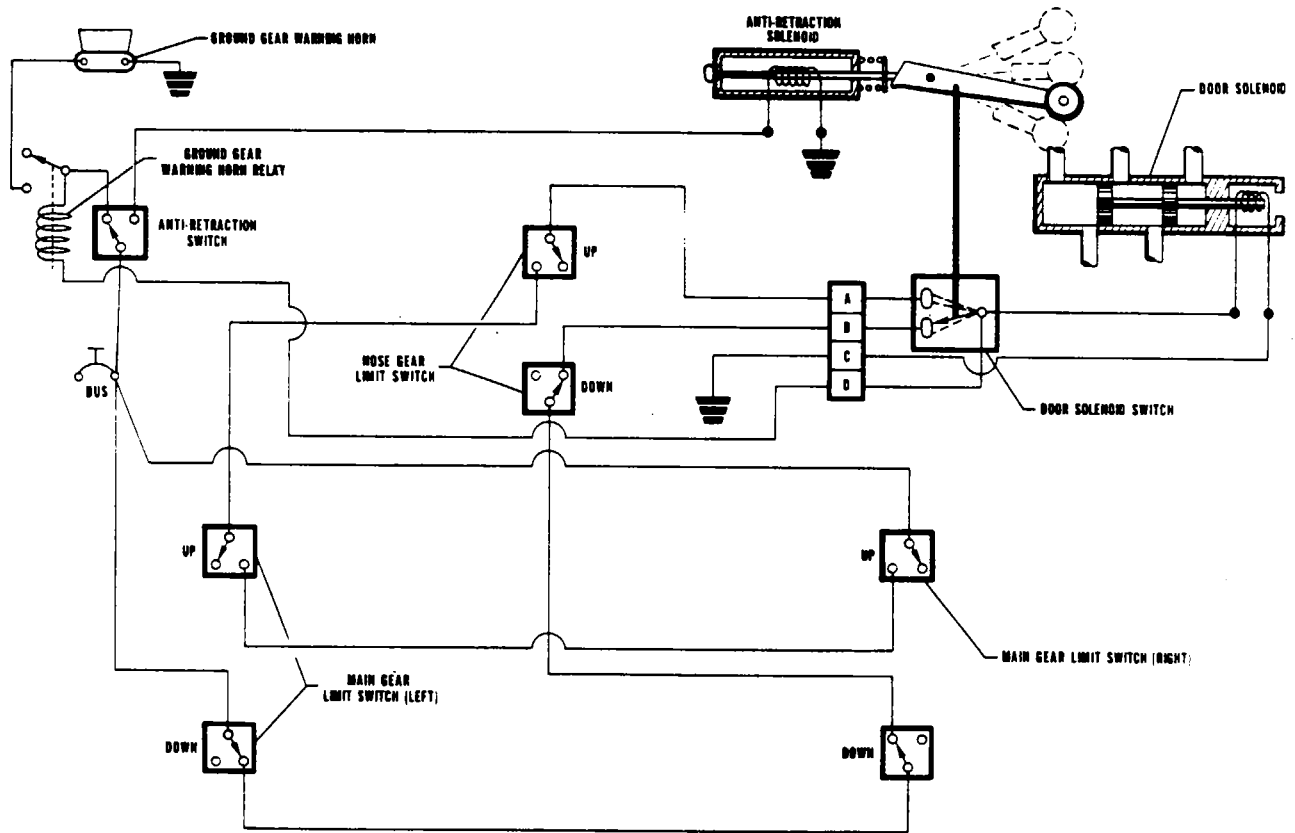 GROUND GEAR WARNING HORN
ANTI-RETRACTION
SOLENOID
DOOR SOLENOID
GROUND GEAR
WARNING HORN RELAY
ANTI-RETRACTION
SWITCH
UP
A
B
C
D
NOSE GEAR
LIMIT SWITCH
DOWN
BUS
DOOR SOLENOID SWITCH
UP
UP
MAIN GEAR LIMIT SWITCH (RIGHT)
MAIN GEAR
LIMIT SWITCH (LEFT)
DOWN
DOWN